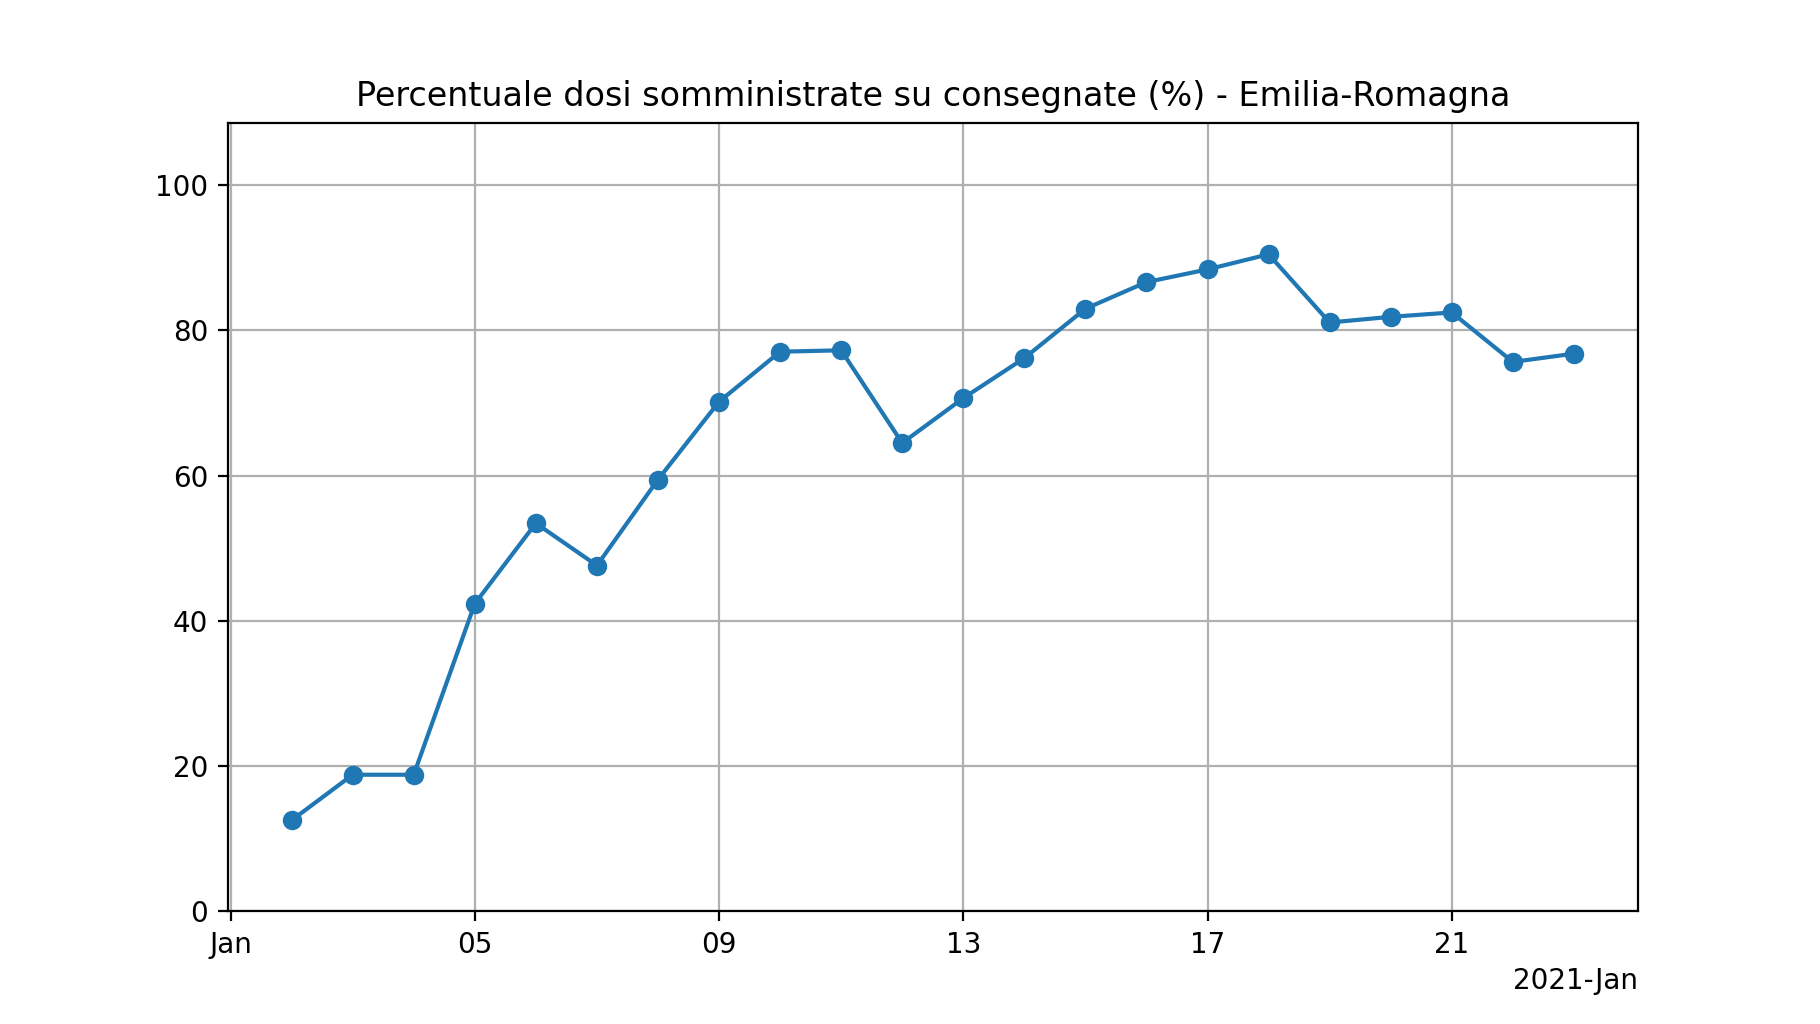 Percentuale dosi somministrate su consegnate (%) - Emilia-Romagna
100
80
60
40
20
0
Jan 05 09 13 17 21
2021-Jan